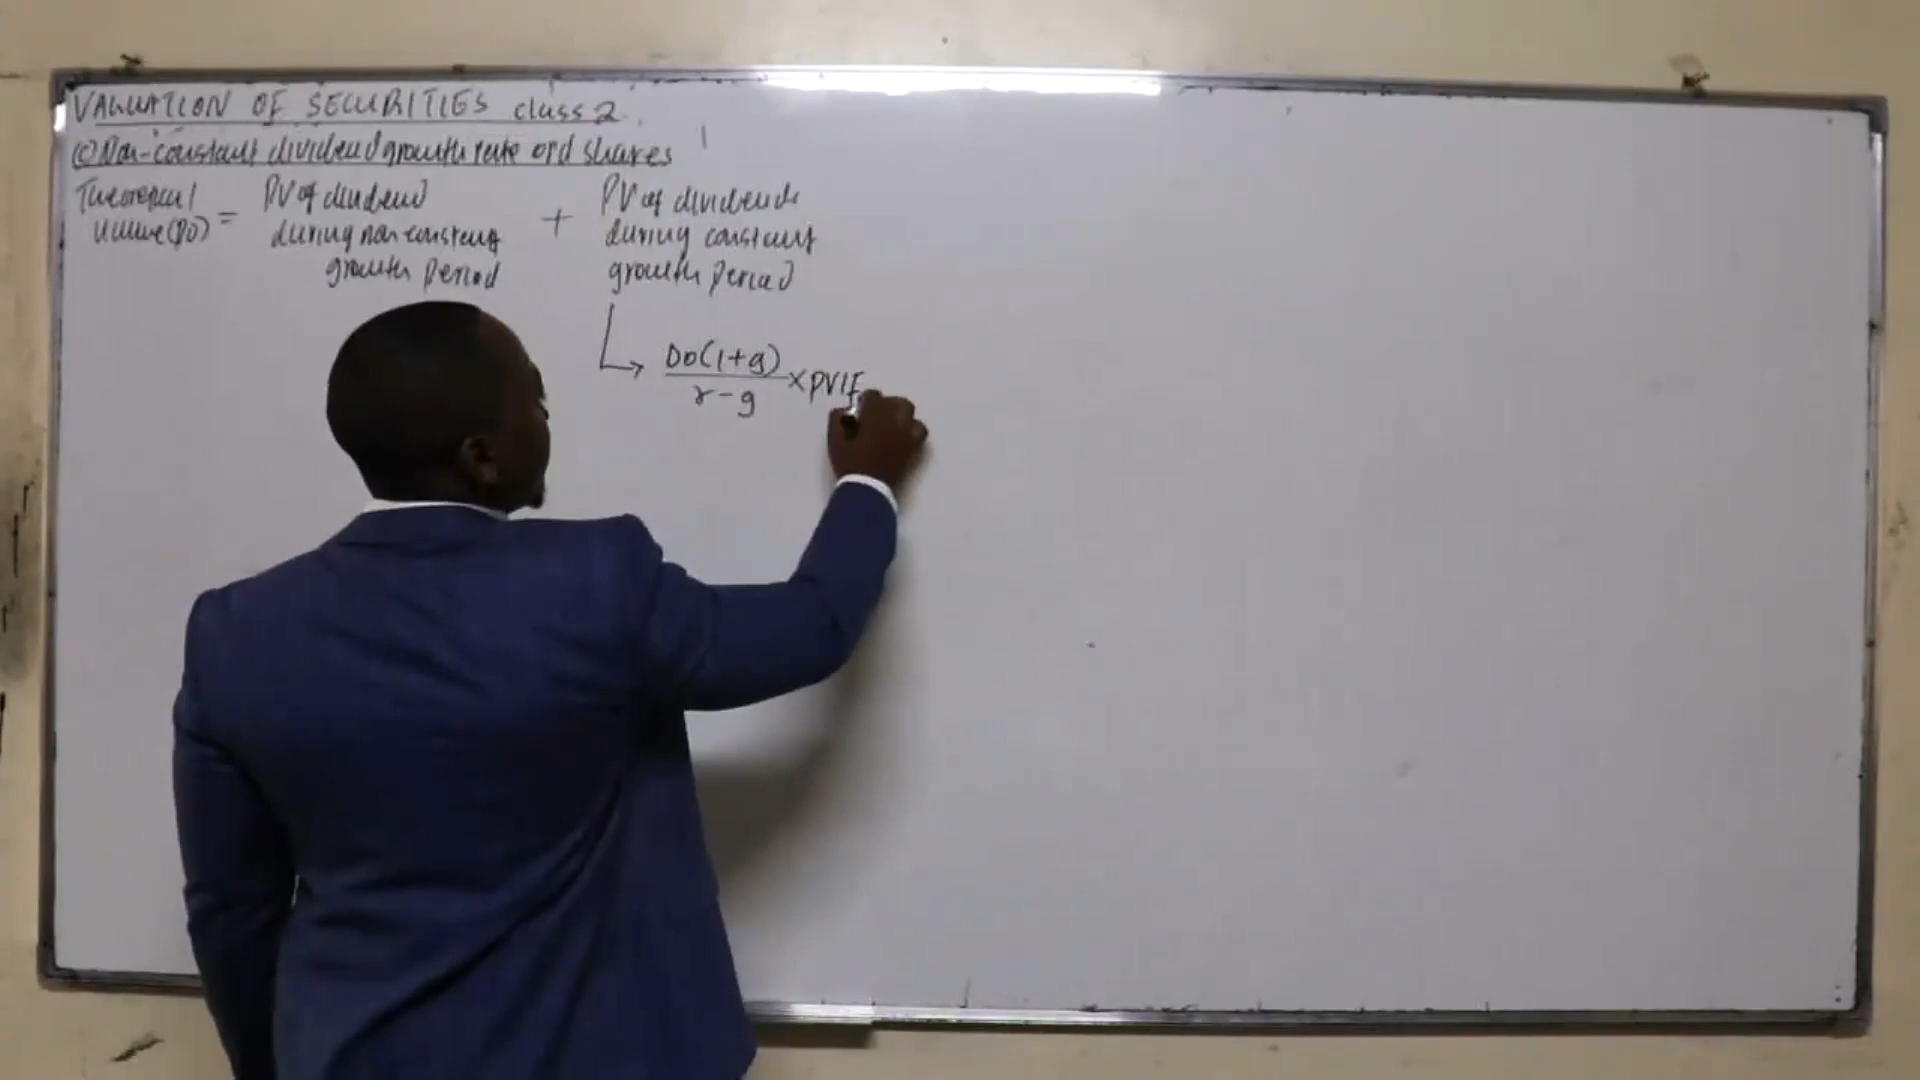 VALUATION OF SECURITIES class 2
(c) Non-constant dividend growth rate ord shares
Theoretical value (P0) = PV of dividend during non constant growth period + PV of dividends during constant growth period
D0(1+g)
r-g
× PVIF